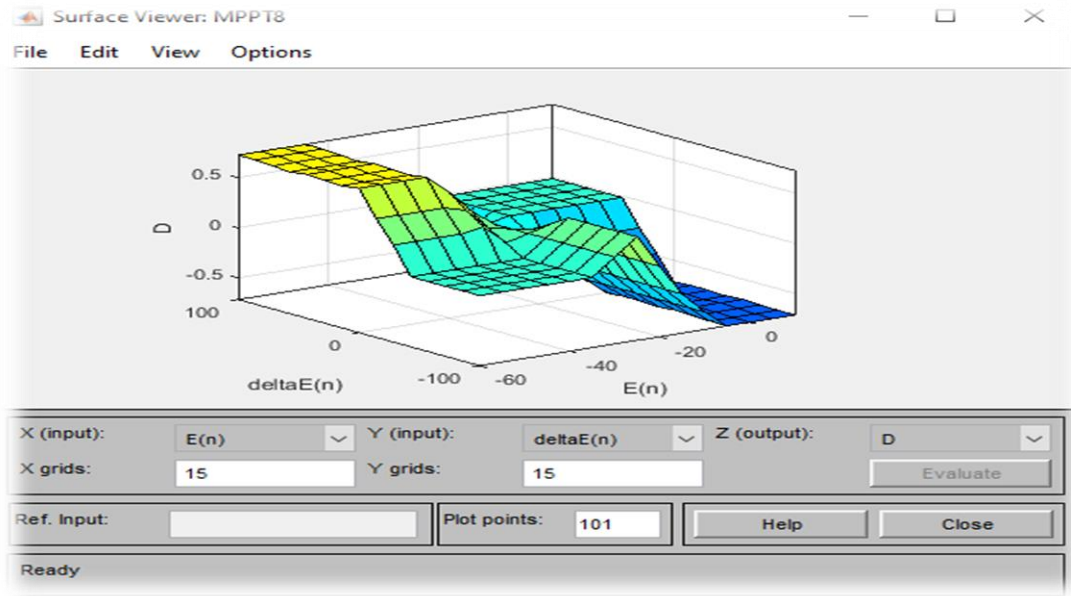 Surface Viewer: MPPT8
File Edit View Options
0.5
0
-0.5
D
100
0
-100
deltaE(n)
-60
-40
-20
0
E(n)
X (input): E(n) Y (input): deltaE(n) Z (output): D
X grids: 15 Y grids: 15 Evaluate
Ref. Input: Plot points: 101 Help Close
Ready